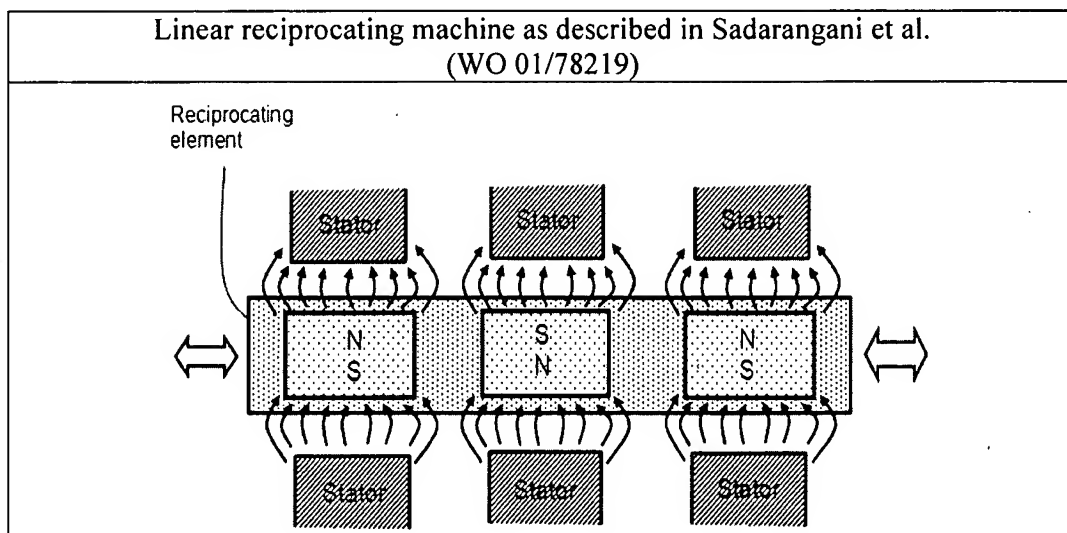 Linear reciprocating machine as described in Sadarangani et al.
(WO 01/78219)
Reciprocating
element
Stator Stator Stator
N S N
S N S
Stator Stator Stator